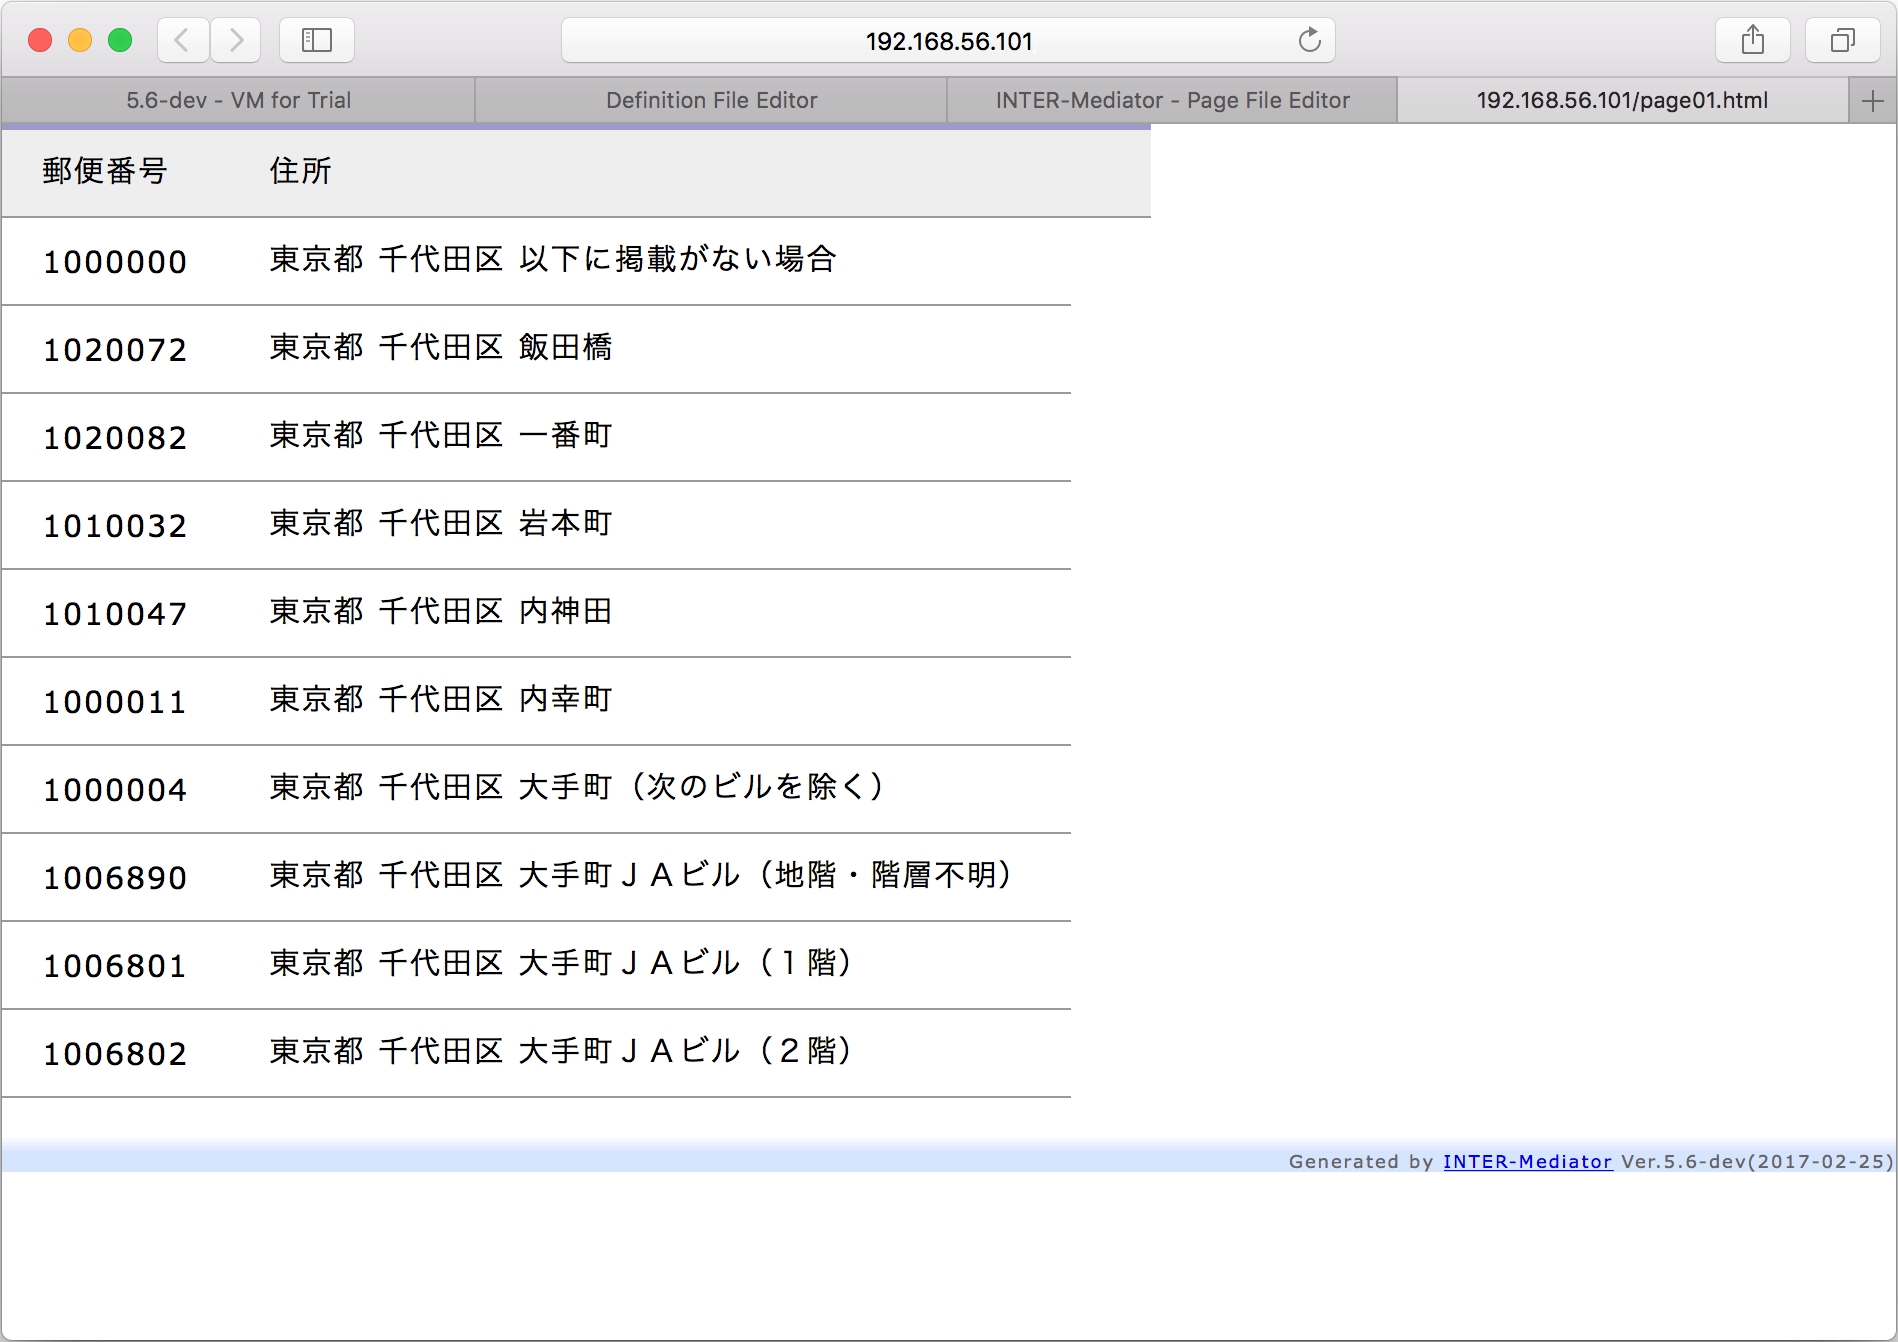 192.168.56.101
5.6-dev - VM for Trial Definition File Editor INTER-Mediator - Page File Editor 192.168.56.101/page01.html
郵便番号 住所
1000000 東京都 千代田区 以下に掲載がない場合
1020072 東京都 千代田区 飯田橋
1020082 東京都 千代田区 一番町
1010032 東京都 千代田区 岩本町
1010047 東京都 千代田区 内神田
1000011 東京都 千代田区 内幸町
1000004 東京都 千代田区 大手町（次のビルを除く）
1006890 東京都 千代田区 大手町ＪＡビル（地階・階層不明）
1006801 東京都 千代田区 大手町ＪＡビル（１階）
1006802 東京都 千代田区 大手町ＪＡビル（２階）
Generated by INTER-Mediator Ver.5.6-dev(2017-02-25)